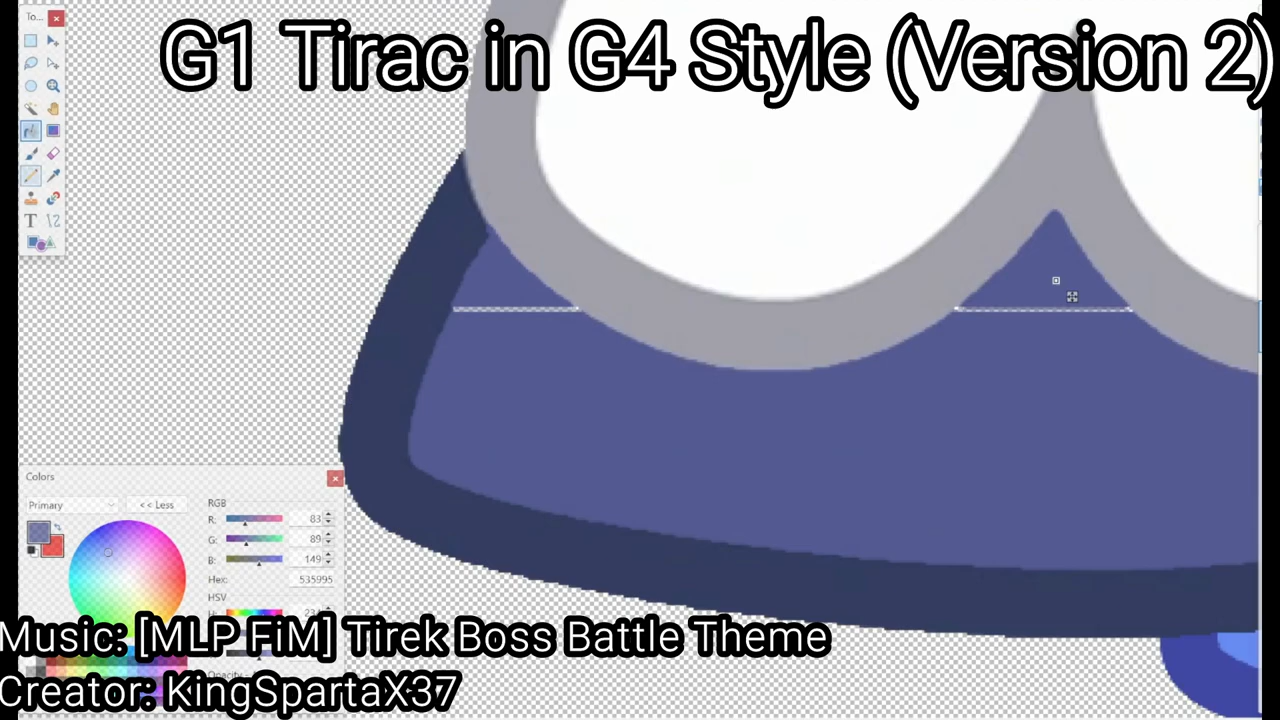 To...
G1 Tirac in G4 Style (Version 2)
T
Colors
Primary
<< Less
RGB
R: 83
G: 89
B: 149
Hex: 535995
HSV
Music: [MLP FiM] Tirek Boss Battle Theme
Creator: KingSpartaX37